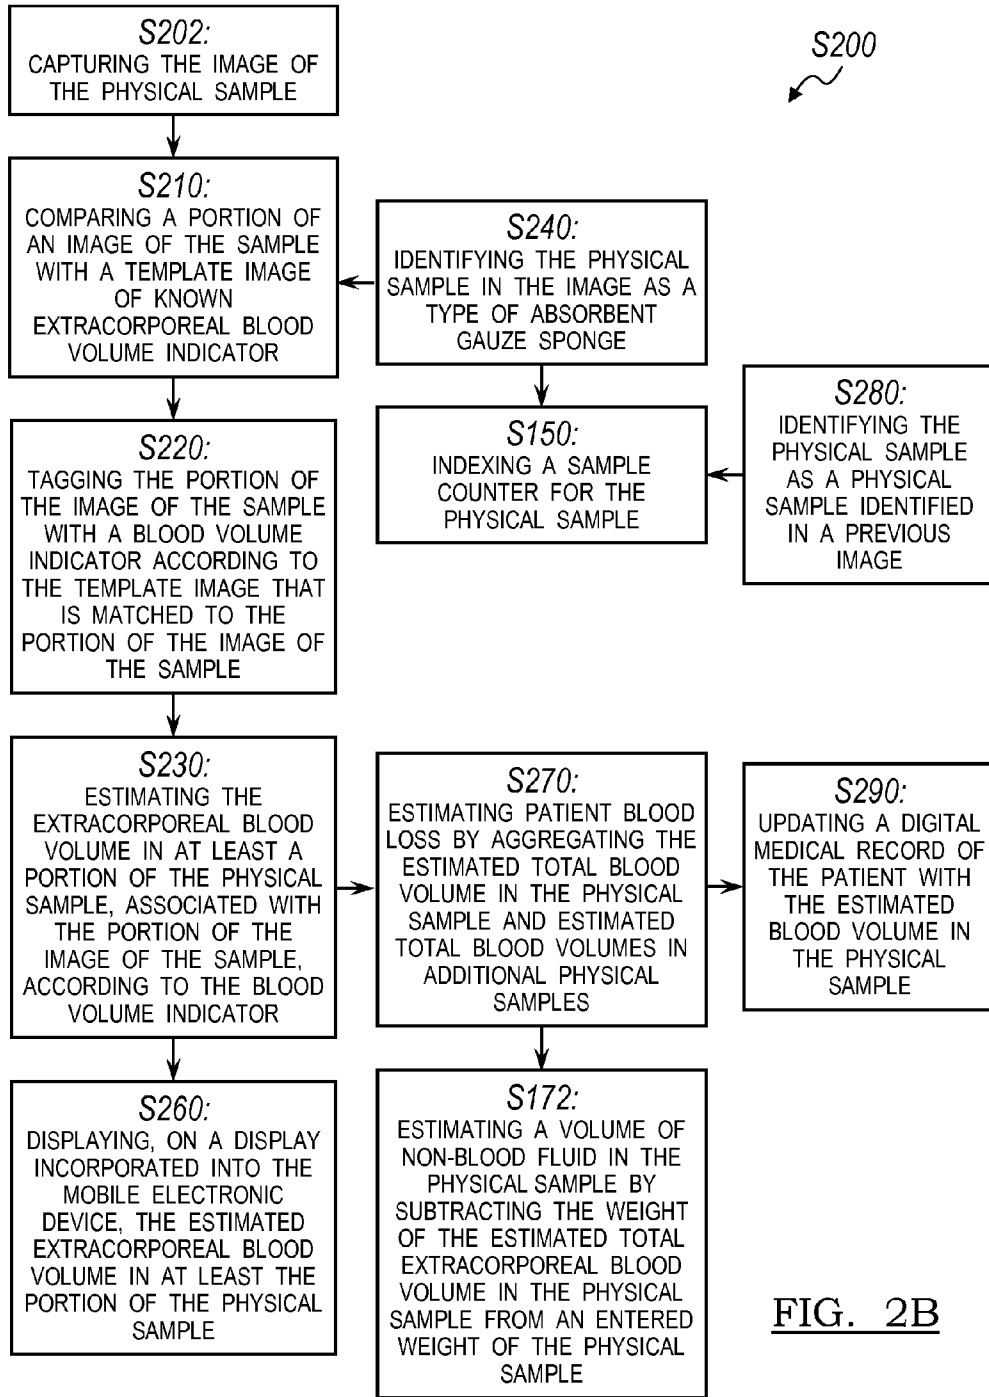 S202:
CAPTURING THE IMAGE OF
THE PHYSICAL SAMPLE
S200
S210:
COMPARING A PORTION OF
AN IMAGE OF THE SAMPLE
WITH A TEMPLATE IMAGE
OF KNOWN
EXTRACORPOREAL BLOOD
VOLUME INDICATOR
S240:
IDENTIFYING THE PHYSICAL
SAMPLE IN THE IMAGE AS A
TYPE OF ABSORBENT
GAUZE SPONGE
S280:
IDENTIFYING THE
PHYSICAL SAMPLE
AS A PHYSICAL
SAMPLE IDENTIFIED
IN A PREVIOUS
IMAGE
S150:
INDEXING A SAMPLE
COUNTER FOR THE
PHYSICAL SAMPLE
S220:
TAGGING THE PORTION OF
THE IMAGE OF THE SAMPLE
WITH A BLOOD VOLUME
INDICATOR ACCORDING TO
THE TEMPLATE IMAGE THAT
IS MATCHED TO THE
PORTION OF THE IMAGE OF
THE SAMPLE
S230:
ESTIMATING THE
EXTRACORPOREAL BLOOD
VOLUME IN AT LEAST A
PORTION OF THE PHYSICAL
SAMPLE, ASSOCIATED WITH
THE PORTION OF THE
IMAGE OF THE SAMPLE,
ACCORDING TO THE BLOOD
VOLUME INDICATOR
S270:
ESTIMATING PATIENT BLOOD
LOSS BY AGGREGATING THE
ESTIMATED TOTAL BLOOD
VOLUME IN THE PHYSICAL
SAMPLE AND ESTIMATED
TOTAL BLOOD VOLUMES IN
ADDITIONAL PHYSICAL
SAMPLES
S290:
UPDATING A DIGITAL
MEDICAL RECORD OF
THE PATIENT WITH
THE ESTIMATED
BLOOD VOLUME IN
THE PHYSICAL
SAMPLE
S260:
DISPLAYING, ON A DISPLAY
INCORPORATED INTO THE
MOBILE ELECTRONIC
DEVICE, THE ESTIMATED
EXTRACORPOREAL BLOOD
VOLUME IN AT LEAST THE
PORTION OF THE PHYSICAL
SAMPLE
S172:
ESTIMATING A VOLUME OF
NON-BLOOD FLUID IN THE
PHYSICAL SAMPLE BY
SUBTRACTING THE WEIGHT
OF THE ESTIMATED TOTAL
EXTRACORPOREAL BLOOD
VOLUME IN THE PHYSICAL
SAMPLE FROM AN ENTERED
WEIGHT OF THE PHYSICAL
SAMPLE
FIG. 2B